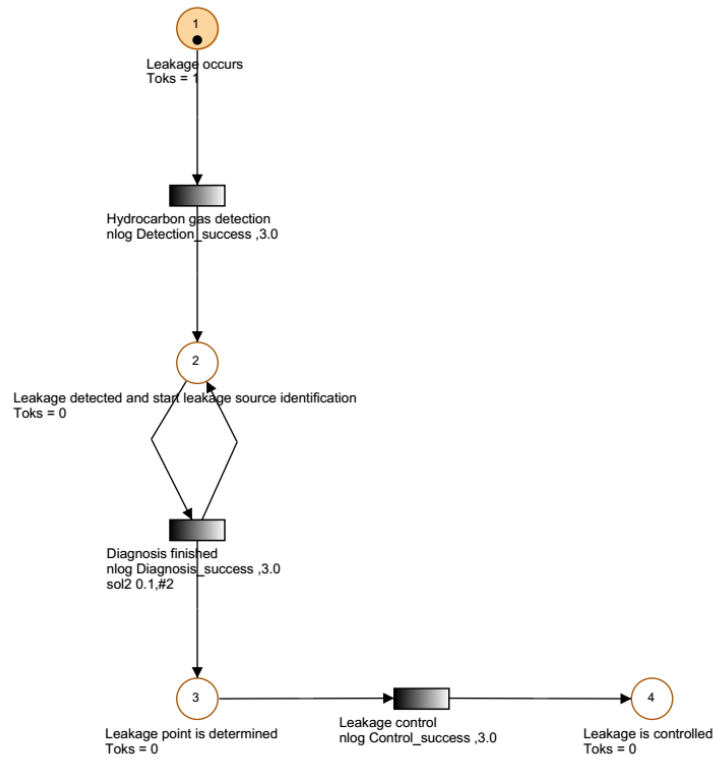 1
Leakage occurs
Toks = 1
Hydrocarbon gas detection
nlog Detection_success ,3.0
2
Leakage detected and start leakage source identification
Toks = 0
Diagnosis finished
nlog Diagnosis_success ,3.0
sol2 0.1,#2
3
Leakage point is determined
Toks = 0
Leakage control
nlog Control_success ,3.0
4
Leakage is controlled
Toks = 0